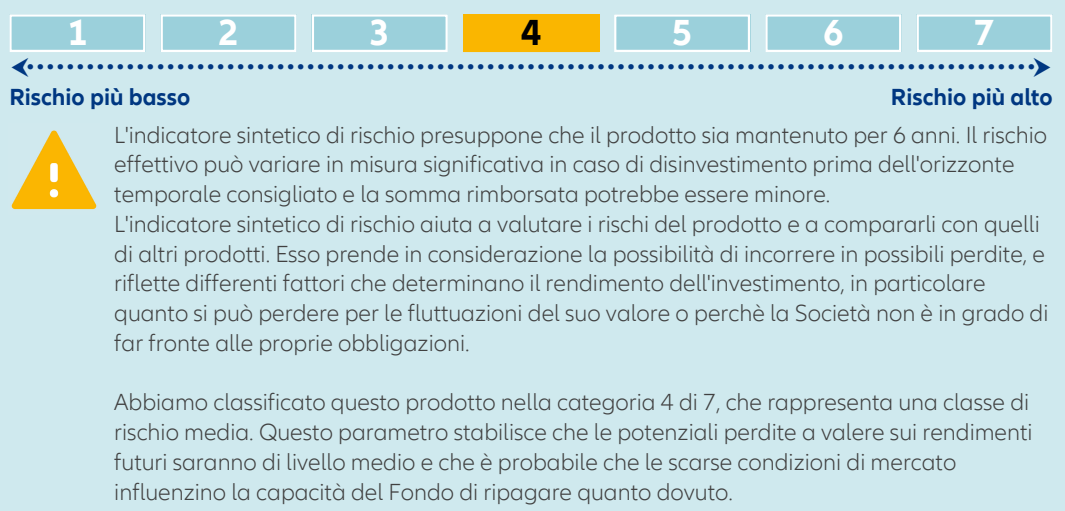 1 2 3 4 5 6 7
Rischio più basso Rischio più alto
L'indicatore sintetico di rischio presuppone che il prodotto sia mantenuto per 6 anni. Il rischio
effettivo può variare in misura significativa in caso di disinvestimento prima dell'orizzonte
temporale consigliato e la somma rimborsata potrebbe essere minore.
L'indicatore sintetico di rischio aiuta a valutare i rischi del prodotto e a compararli con quelli
di altri prodotti. Esso prende in considerazione la possibilità di incorrere in possibili perdite, e
riflette differenti fattori che determinano il rendimento dell'investimento, in particolare
quanto si può perdere per le fluttuazioni del suo valore o perchè la Società non è in grado di
far fronte alle proprie obbligazioni.
Abbiamo classificato questo prodotto nella categoria 4 di 7, che rappresenta una classe di
rischio media. Questo parametro stabilisce che le potenziali perdite a valere sui rendimenti
futuri saranno di livello medio e che è probabile che le scarse condizioni di mercato
influenzino la capacità del Fondo di ripagare quanto dovuto.